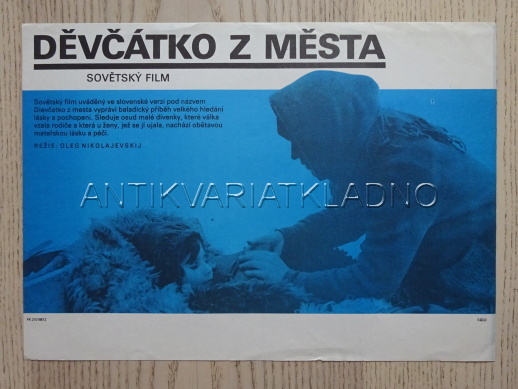 DĚVČÁTKO Z MĚSTA
SOVĚTSKÝ FILM
Sovětský film uváděný ve slovenské verzi pod názvem
Dievčatko z mesta vypráví baladický příběh velkého hledání
lásky a pochopení. Sleduje osud malé dívenky, které válka
vzala rodiče a která u ženy, jež se jí ujala, nachází obětavou
mateřskou lásku a péči.
REŽIE: OLEG NIKOLAJEVSKIJ
ANTIKVARIATKLADNO